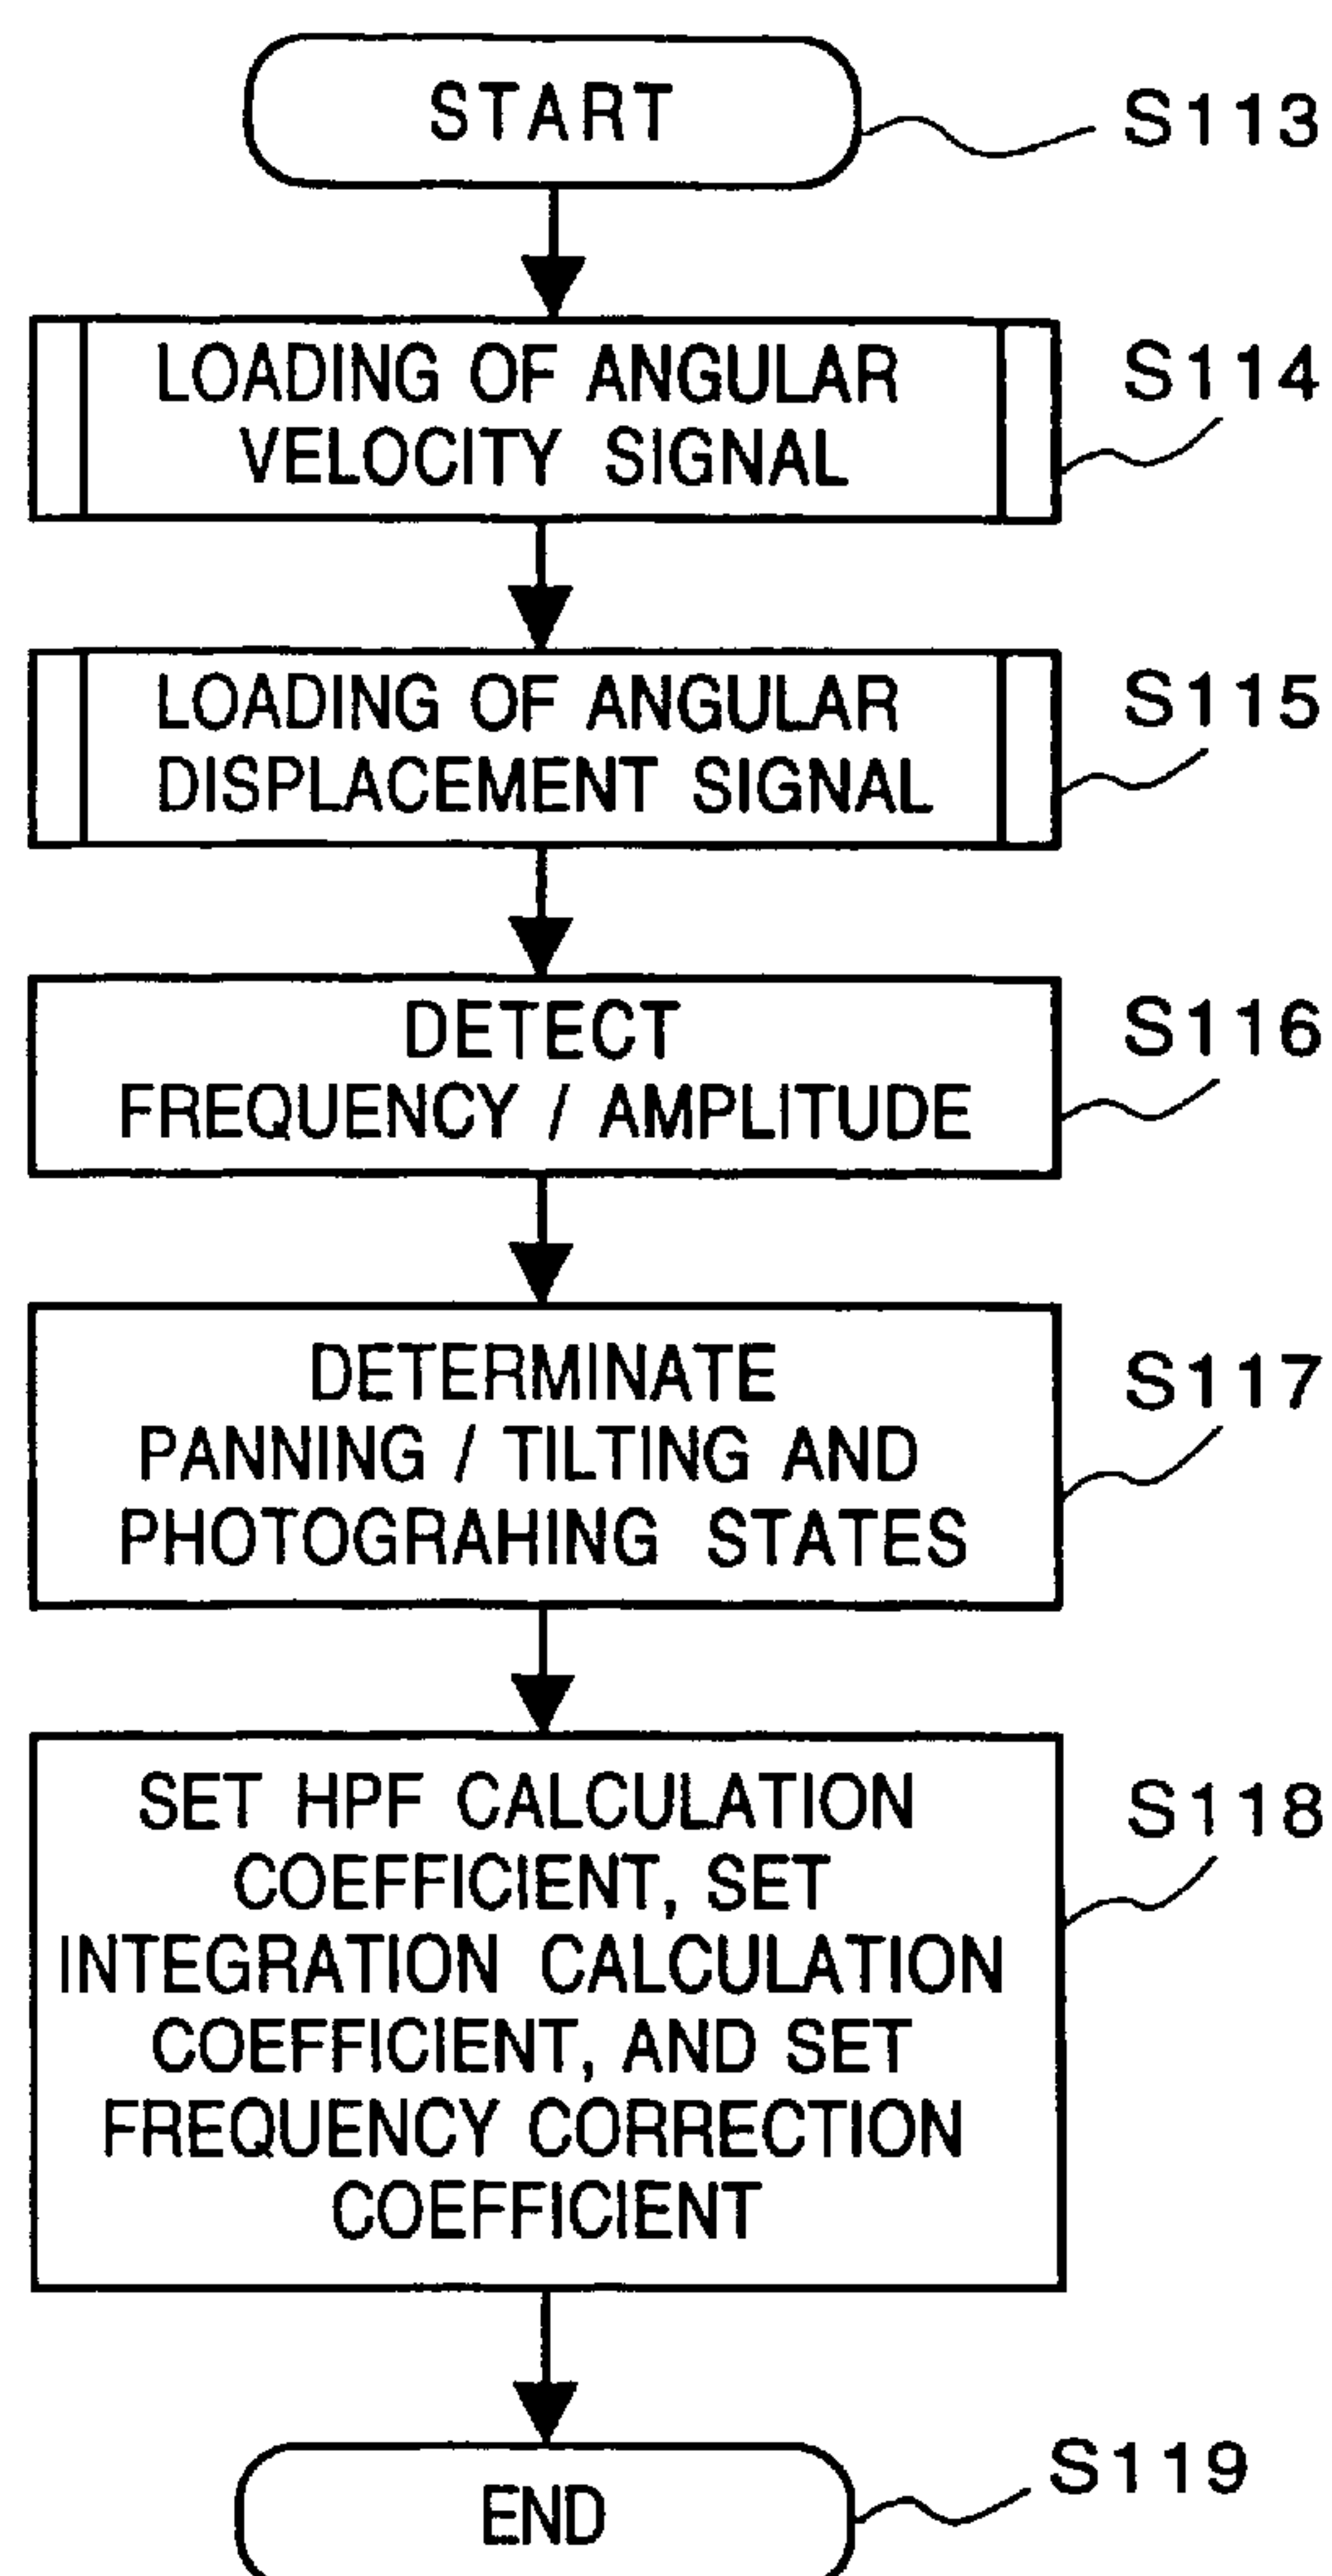 START
S113
LOADING OF ANGULAR
VELOCITY SIGNAL
S114
LOADING OF ANGULAR
DISPLACEMENT SIGNAL
S115
DETECT
FREQUENCY / AMPLITUDE
S116
DETERMINATE
PANNING / TILTING AND
PHOTOGRAHING STATES
S117
SET HPF CALCULATION
COEFFICIENT, SET
INTEGRATION CALCULATION
COEFFICIENT, AND SET
FREQUENCY CORRECTION
COEFFICIENT
S118
END
S119